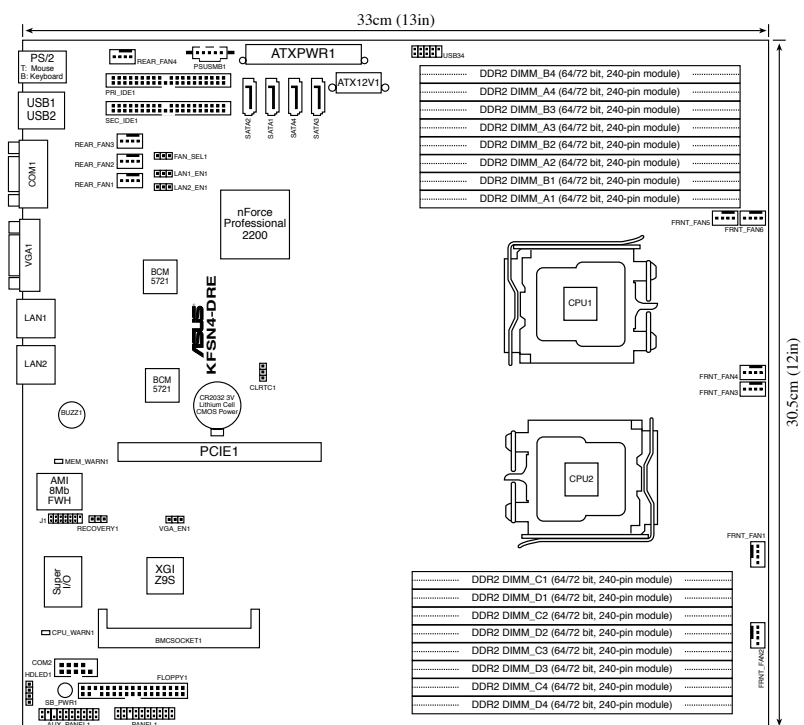 33cm (13in)
PS/2
T: Mouse
B: Keyboard
REAR_FAN4
PSUSMB1
ATXPWR1
USB34
ATX12V1
PRI_IDE1
SEC_IDE1
SATA2
SATA1
SATA4
SATA3
USB1
USB2
COM1
REAR_FAN3
REAR_FAN2
REAR_FAN1
FAN_SEL1
LAN1_EN1
LAN2_EN1
DDR2 DIMM_B4 (64/72 bit, 240-pin module)
DDR2 DIMM_A4 (64/72 bit, 240-pin module)
DDR2 DIMM_B3 (64/72 bit, 240-pin module)
DDR2 DIMM_A3 (64/72 bit, 240-pin module)
DDR2 DIMM_B2 (64/72 bit, 240-pin module)
DDR2 DIMM_A2 (64/72 bit, 240-pin module)
DDR2 DIMM_B1 (64/72 bit, 240-pin module)
DDR2 DIMM_A1 (64/72 bit, 240-pin module)
FRNT_FAN5
FRNT_FAN6
nForce
Professional
2200
VGA1
BCM
5721
ASUS
KFSN4-DRE
CPU1
LAN1
LAN2
BCM
5721
CLRTC1
CR2032 3V
Lithium Cell
CMOS Power
FRNT_FAN4
FRNT_FAN3
30.5cm (12in)
BUZZ1
PCIE1
MEM_WARN1
AMI
8Mb
FWH
CPU2
J1
RECOVERY1
VGA_EN1
FRNT_FAN1
Super
I/O
XGI
Z9S
CPU_WARN1
BMCSOCKET1
DDR2 DIMM_C1 (64/72 bit, 240-pin module)
DDR2 DIMM_D1 (64/72 bit, 240-pin module)
DDR2 DIMM_C2 (64/72 bit, 240-pin module)
DDR2 DIMM_D2 (64/72 bit, 240-pin module)
DDR2 DIMM_C3 (64/72 bit, 240-pin module)
DDR2 DIMM_D3 (64/72 bit, 240-pin module)
DDR2 DIMM_C4 (64/72 bit, 240-pin module)
DDR2 DIMM_D4 (64/72 bit, 240-pin module)
FRNT_FAN2
COM2
HDLED1
FLOPPY1
SB_PWR1
AUX_PANEL1
PANEL1